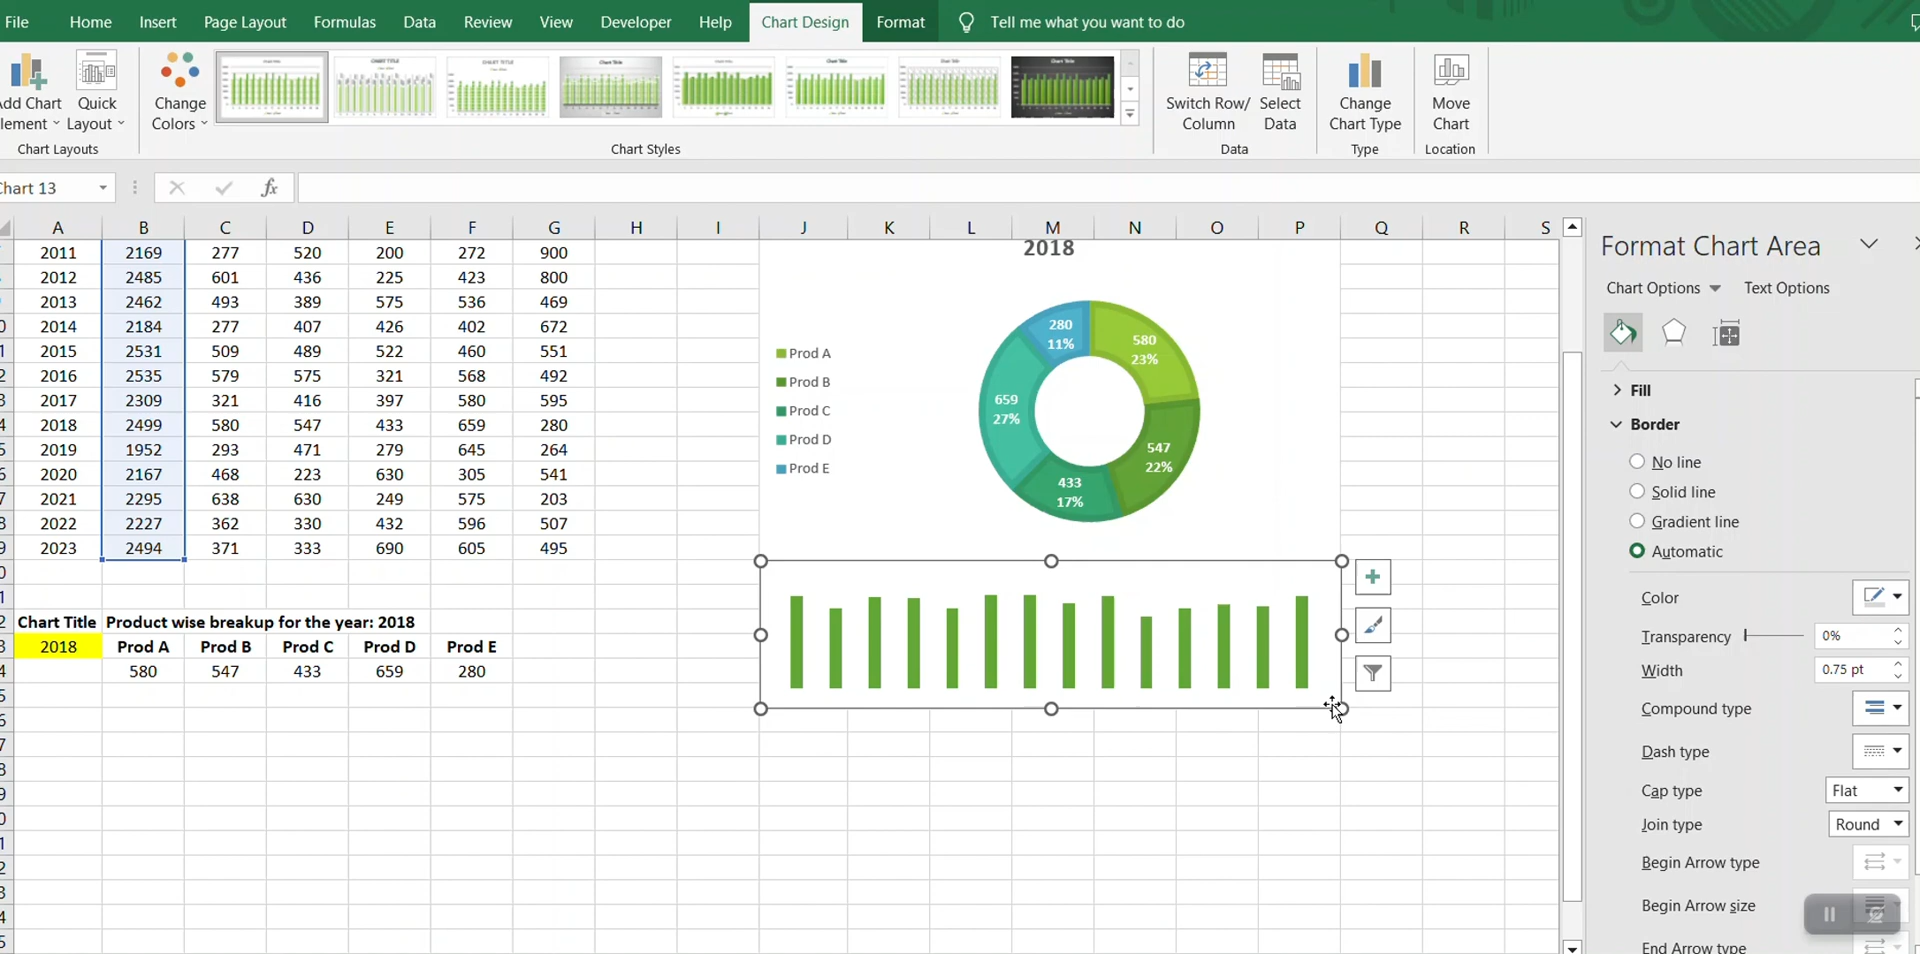 File Home Insert Page Layout Formulas Data Review View Developer Help Chart Design Format Tell me what you want to do
Add Chart Quick Change Switch Row/ Select Change Move
Element Layout Colors Column Data Chart Type Chart
Chart Layouts Chart Styles Data Type Location
Chart 13 fx
A B C D E F G H I J K L M N O P Q R S
2011 2169 277 520 200 272 900
2012 2485 601 436 225 423 800
2013 2462 493 389 575 536 469
2014 2184 277 407 426 402 672
2015 2531 509 489 522 460 551
2016 2535 579 575 321 568 492
2017 2309 321 416 397 580 595
2018 2499 580 547 433 659 280
2019 1952 293 471 279 645 264
2020 2167 468 223 630 305 541
2021 2295 638 630 249 575 203
2022 2227 362 330 432 596 507
2023 2494 371 333 690 605 495
Chart Title Product wise breakup for the year: 2018
2018 Prod A Prod B Prod C Prod D Prod E
580 547 433 659 280
2018
Prod A
Prod B
Prod C
Prod D
Prod E
280
11%
580
23%
659
27%
547
22%
433
17%
Format Chart Area
Chart Options Text Options
Fill
Border
No line
Solid line
Gradient line
Automatic
Color
Transparency 0%
Width 0.75 pt
Compound type
Dash type
Cap type Flat
Join type Round
Begin Arrow type
Begin Arrow size
End Arrow type